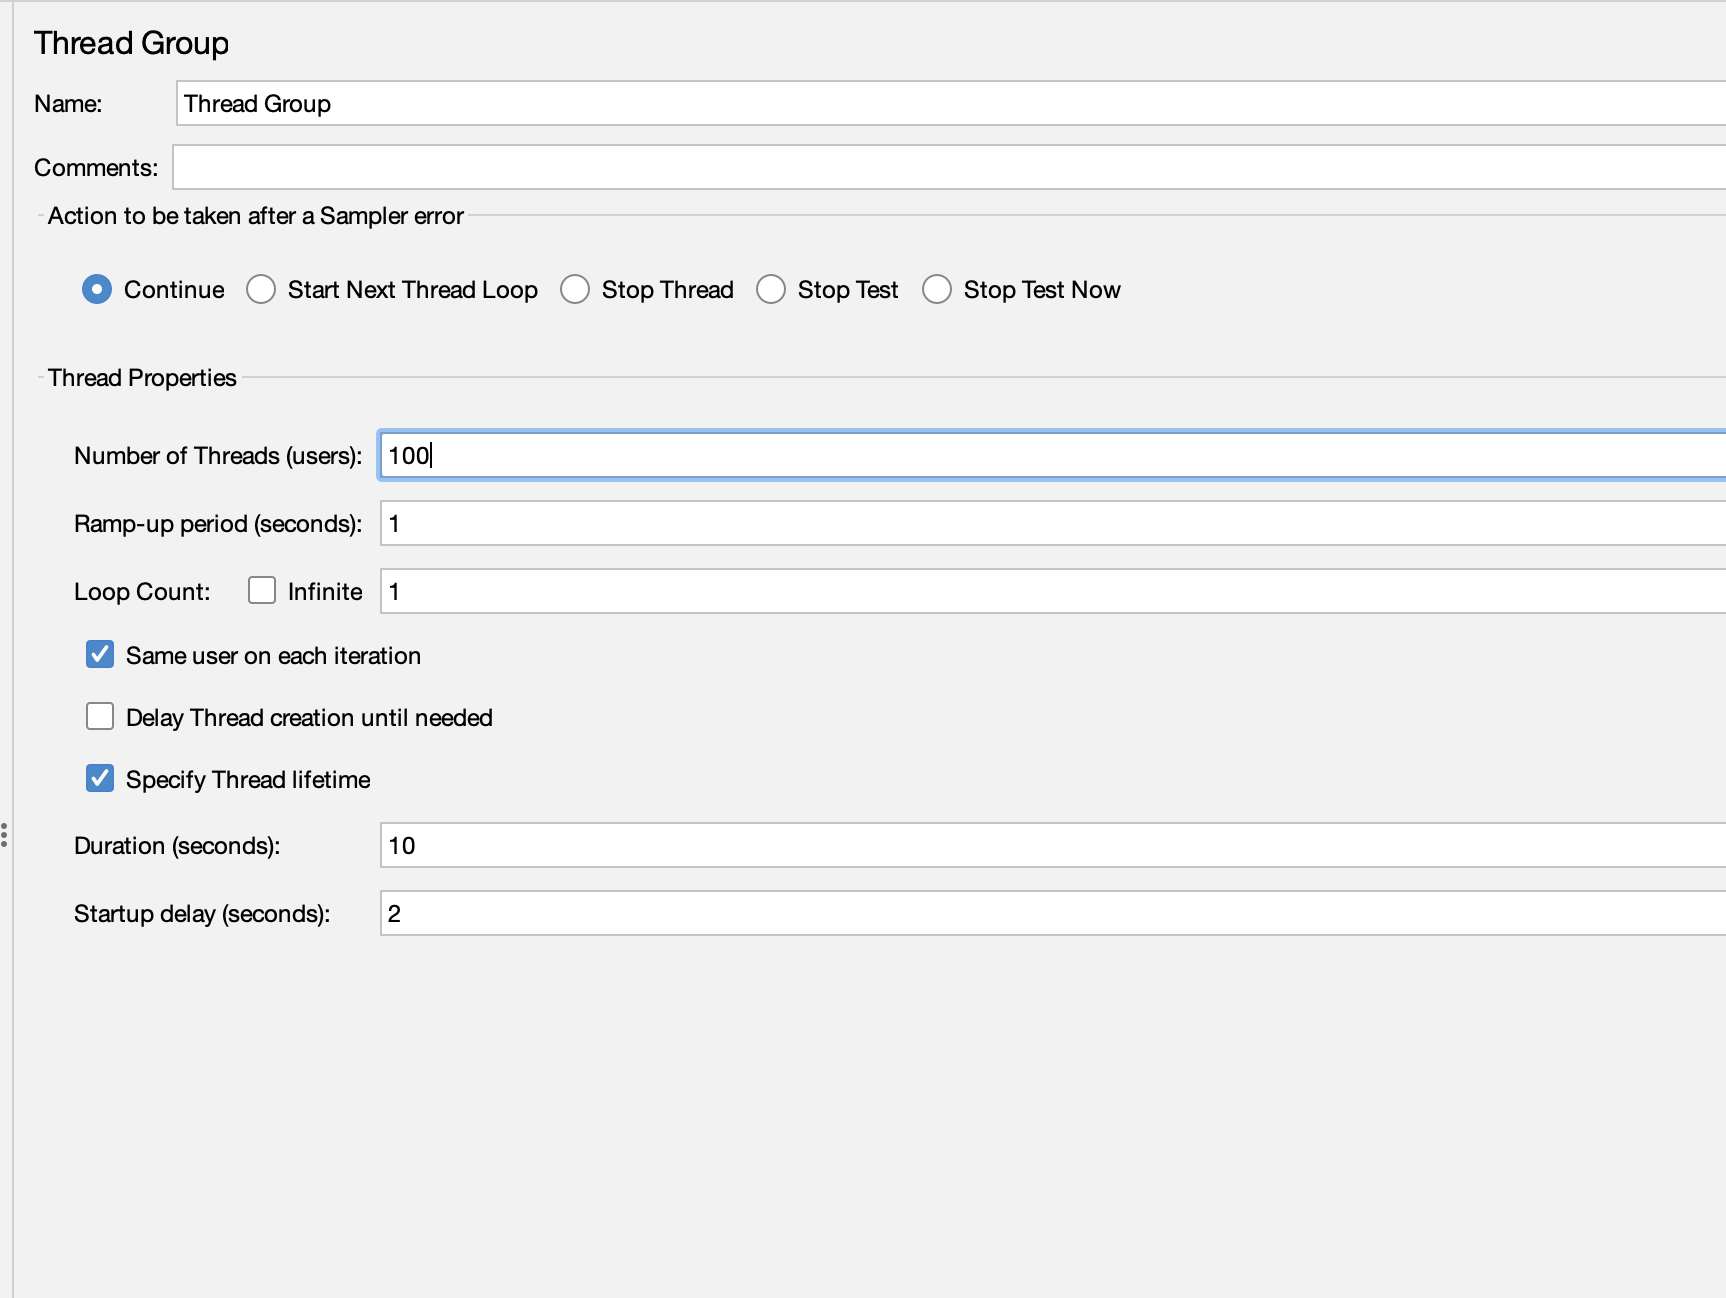 Thread Group
Name: Thread Group
Comments:
Action to be taken after a Sampler error
Continue Start Next Thread Loop Stop Thread Stop Test Stop Test Now
Thread Properties
Number of Threads (users): 100
Ramp-up period (seconds): 1
Loop Count: Infinite 1
Same user on each iteration
Delay Thread creation until needed
Specify Thread lifetime
Duration (seconds): 10
Startup delay (seconds): 2